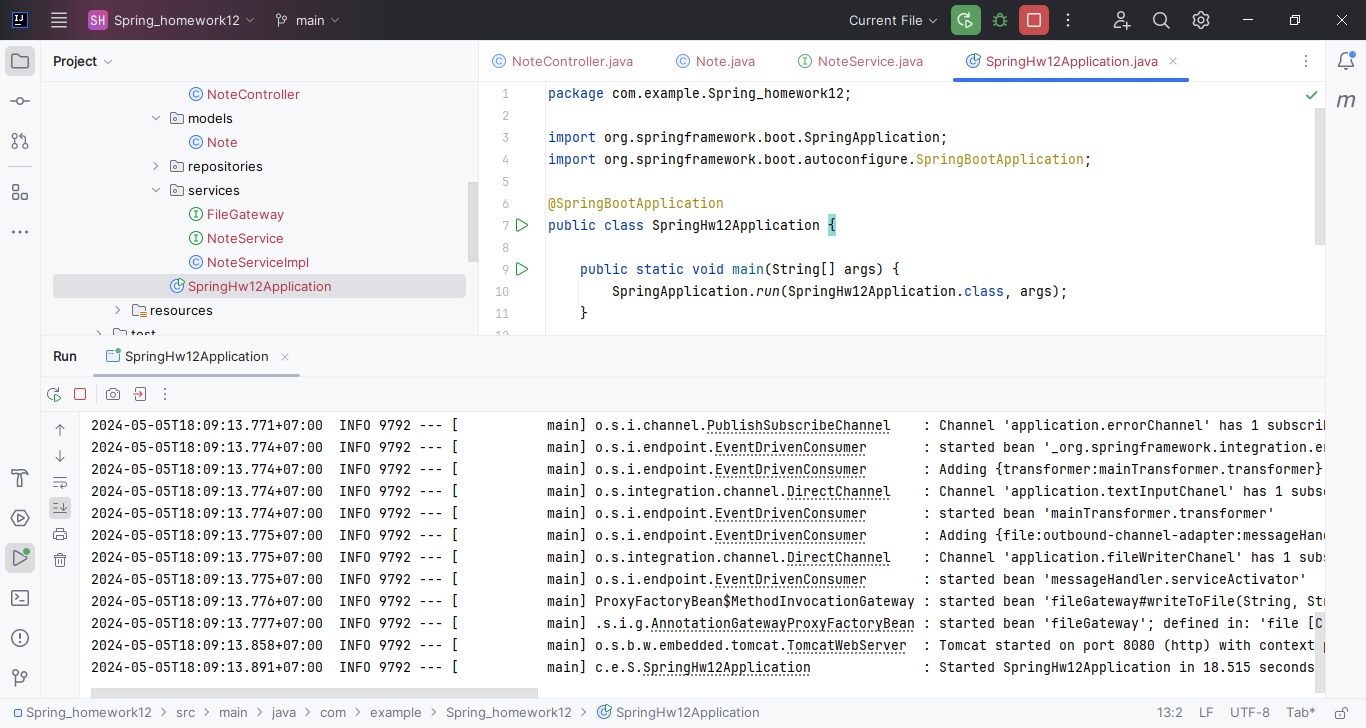 SH Spring_homework12 main Current File
Project
NoteController
models
Note
repositories
services
FileGateway
NoteService
NoteServiceImpl
SpringHw12Application
resources
test
NoteController.java Note.java NoteService.java SpringHw12Application.java
1 package com.example.Spring_homework12;
2
3 import org.springframework.boot.SpringApplication;
4 import org.springframework.boot.autoconfigure.SpringBootApplication;
5
6 @SpringBootApplication
7 public class SpringHw12Application {
8
9 public static void main(String[] args) {
10 SpringApplication.run(SpringHw12Application.class, args);
11 }
12
m
Run SpringHw12Application
2024-05-05T18:09:13.771+07:00 INFO 9792 --- [ main] o.s.i.channel.PublishSubscribeChannel : Channel 'application.errorChannel' has 1 subscri
2024-05-05T18:09:13.774+07:00 INFO 9792 --- [ main] o.s.i.endpoint.EventDrivenConsumer : started bean '_org.springframework.integration.er
2024-05-05T18:09:13.774+07:00 INFO 9792 --- [ main] o.s.i.endpoint.EventDrivenConsumer : Adding {transformer:mainTransformer.transformer}
2024-05-05T18:09:13.774+07:00 INFO 9792 --- [ main] o.s.integration.channel.DirectChannel : Channel 'application.textInputChanel' has 1 subs
2024-05-05T18:09:13.774+07:00 INFO 9792 --- [ main] o.s.i.endpoint.EventDrivenConsumer : started bean 'mainTransformer.transformer'
2024-05-05T18:09:13.775+07:00 INFO 9792 --- [ main] o.s.i.endpoint.EventDrivenConsumer : Adding {file:outbound-channel-adapter:messageHan
2024-05-05T18:09:13.775+07:00 INFO 9792 --- [ main] o.s.integration.channel.DirectChannel : Channel 'application.fileWriterChanel' has 1 sub
2024-05-05T18:09:13.775+07:00 INFO 9792 --- [ main] o.s.i.endpoint.EventDrivenConsumer : started bean 'messageHandler.serviceActivator'
2024-05-05T18:09:13.776+07:00 INFO 9792 --- [ main] ProxyFactoryBean$MethodInvocationGateway : started bean 'fileGateway#writeToFile(String, St
2024-05-05T18:09:13.777+07:00 INFO 9792 --- [ main] .s.i.g.AnnotationGatewayProxyFactoryBean : started bean 'fileGateway'; defined in: 'file [C
2024-05-05T18:09:13.858+07:00 INFO 9792 --- [ main] o.s.b.w.embedded.tomcat.TomcatWebServer : Tomcat started on port 8080 (http) with context p
2024-05-05T18:09:13.891+07:00 INFO 9792 --- [ main] c.e.S.SpringHw12Application : Started SpringHw12Application in 18.515 seconds
Spring_homework12 > src > main > java > com > example > Spring_homework12 > SpringHw12Application 13:2 LF UTF-8 Tab*